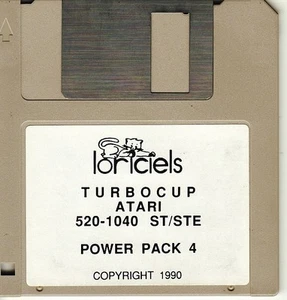 loriciels
TURBOCUP
ATARI
520-1040 ST/STE
POWER PACK 4
COPYRIGHT 1990